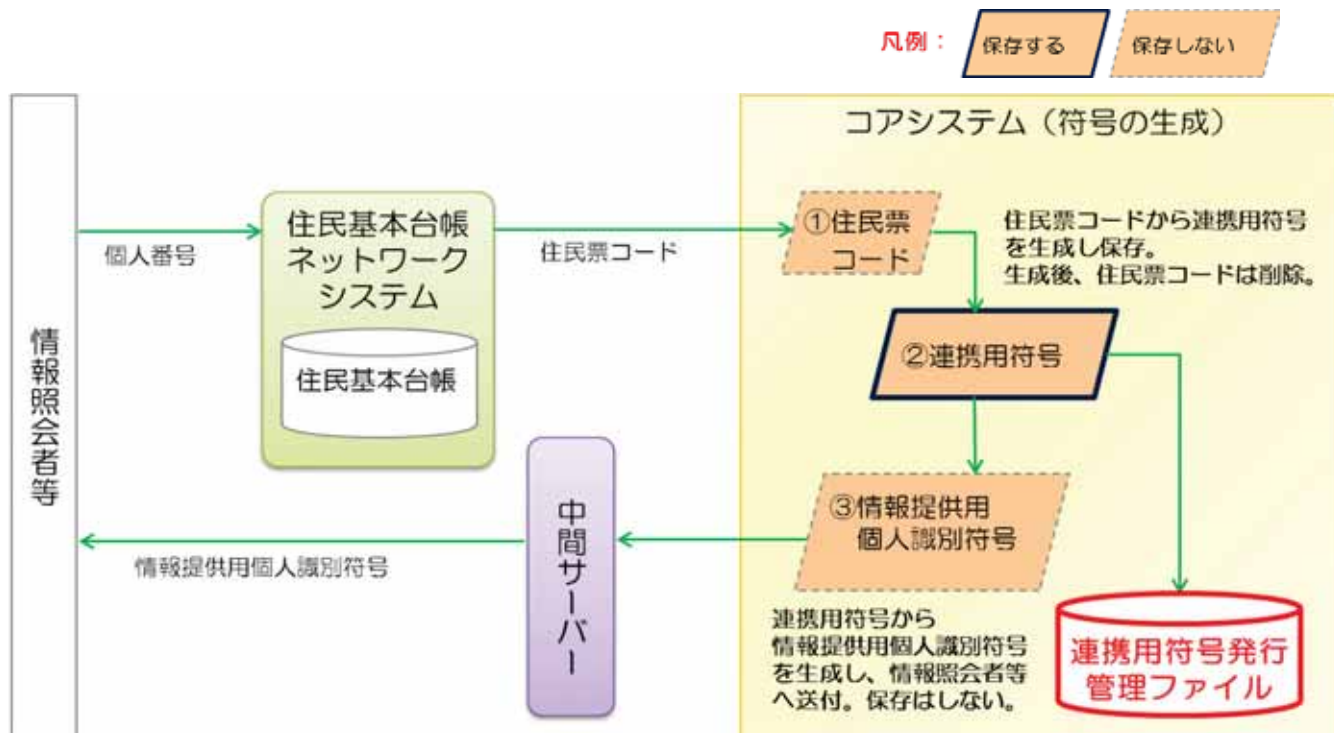 凡例：
保存する
保存しない
コアシステム（符号の生成）
情報照会者等
個人番号
住民基本台帳
ネットワーク
システム
住民基本台帳
住民票コード
①住民票
コード
住民票コードから連携用符号
を生成し保存。
生成後、住民票コードは削除。
②連携用符号
③情報提供用
個人識別符号
中間サーバー
情報提供用個人識別符号
連携用符号から
情報提供用個人識別符号
を生成し、情報照会者等
へ送付。保存はしない。
連携用符号発行
管理ファイル